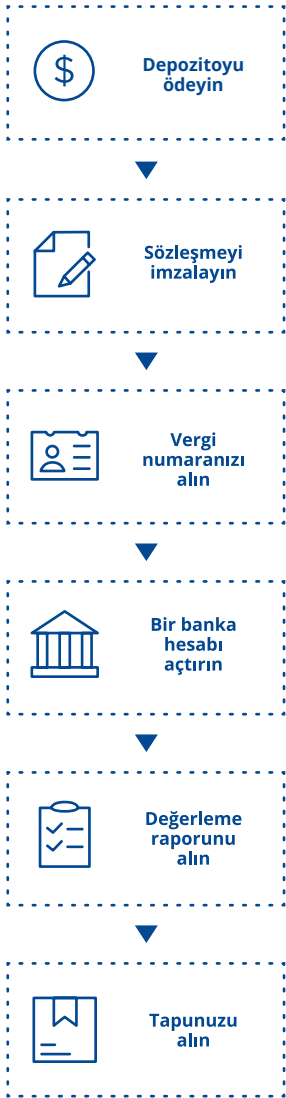 Depozitoyu
ödeyin
Sözleşmeyi
imzalayın
Vergi
numaranızı
alın
Bir banka
hesabı
açtırın
Değerleme
raporunu
alın
Tapunuzu
alın